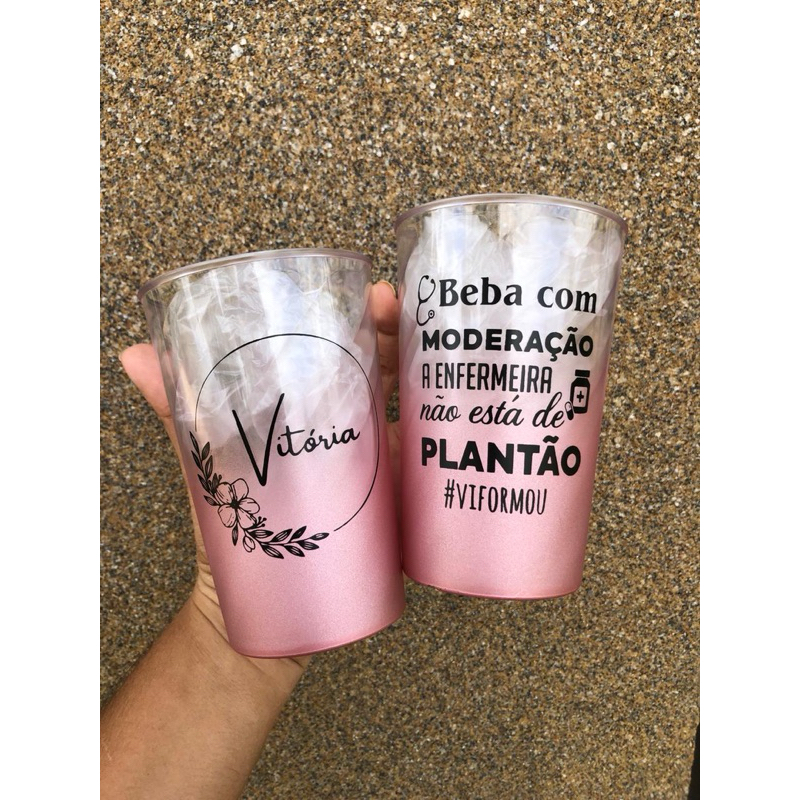 Vitória
Beba com
MODERAÇÃO
A ENFERMEIRA
não está de
PLANTÃO
#VIFORMOU